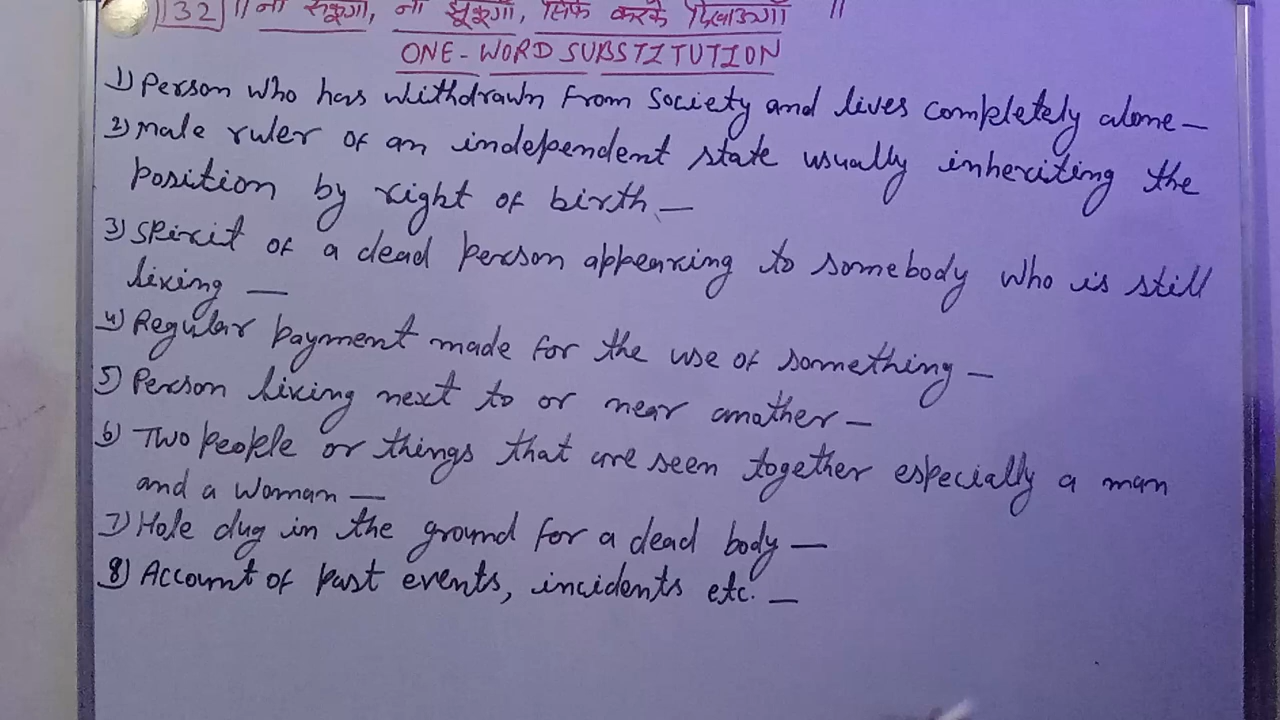 132 || ना रुकूंगा, ना झुकूंगा, सिर्फ करके दिखाऊंगा ||
ONE-WORD SUBSTITUTION
1) Person who has withdrawn from society and lives completely alone -
2) Male ruler of an independent state usually inheriting the
position by right of birth. -
3) Spirit of a dead person appearing to somebody who is still
living -
4) Regular payment made for the use of something -
5) Person living next to or near another -
6) Two people or things that are seen together especially a man
and a woman -
7) Hole dug in the ground for a dead body -
8) Account of past events, incidents etc. -